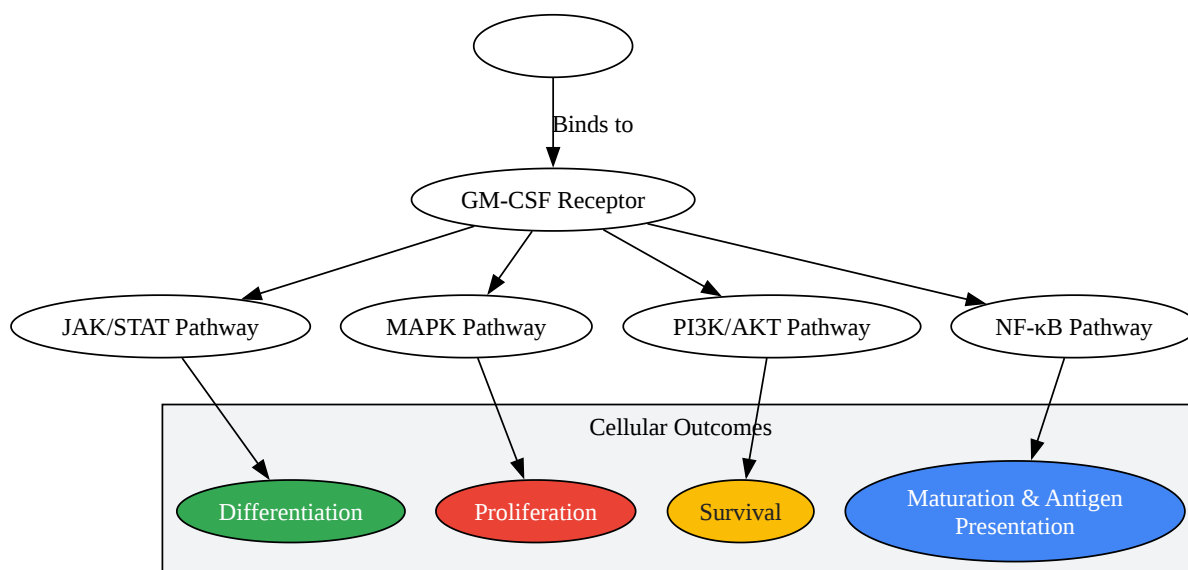 Binds to
GM-CSF Receptor
JAK/STAT Pathway
MAPK Pathway
PI3K/AKT Pathway
NF-κB Pathway
Cellular Outcomes
Differentiation
Proliferation
Survival
Maturation & Antigen
Presentation